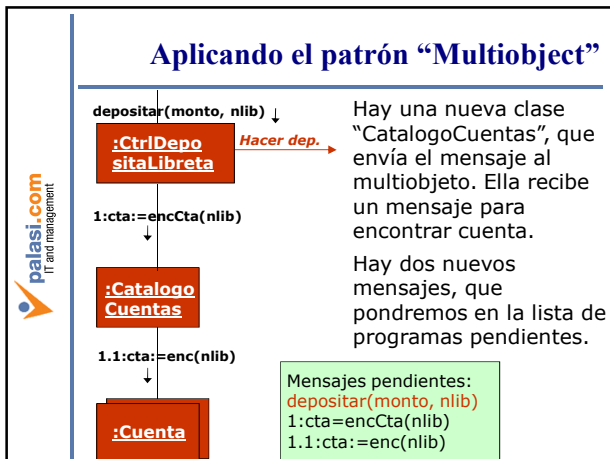 Aplicando el patrón “Multiobject”
depositar(monto, nlib)
:CtrlDepo
sitaLibreta
Hacer dep.
1:cta:=encCta(nlib)
:Catalogo
Cuentas
1.1:cta:=enc(nlib)
:Cuenta
Hay una nueva clase
“CatalogoCuentas”, que
envía el mensaje al
multiobjeto. Ella recibe
un mensaje para
encontrar cuenta.
Hay dos nuevos
mensajes, que
pondremos en la lista de
programas pendientes.
Mensajes pendientes:
depositar(monto, nlib)
1:cta=encCta(nlib)
1.1:cta:=enc(nlib)
palasi.com
IT and management